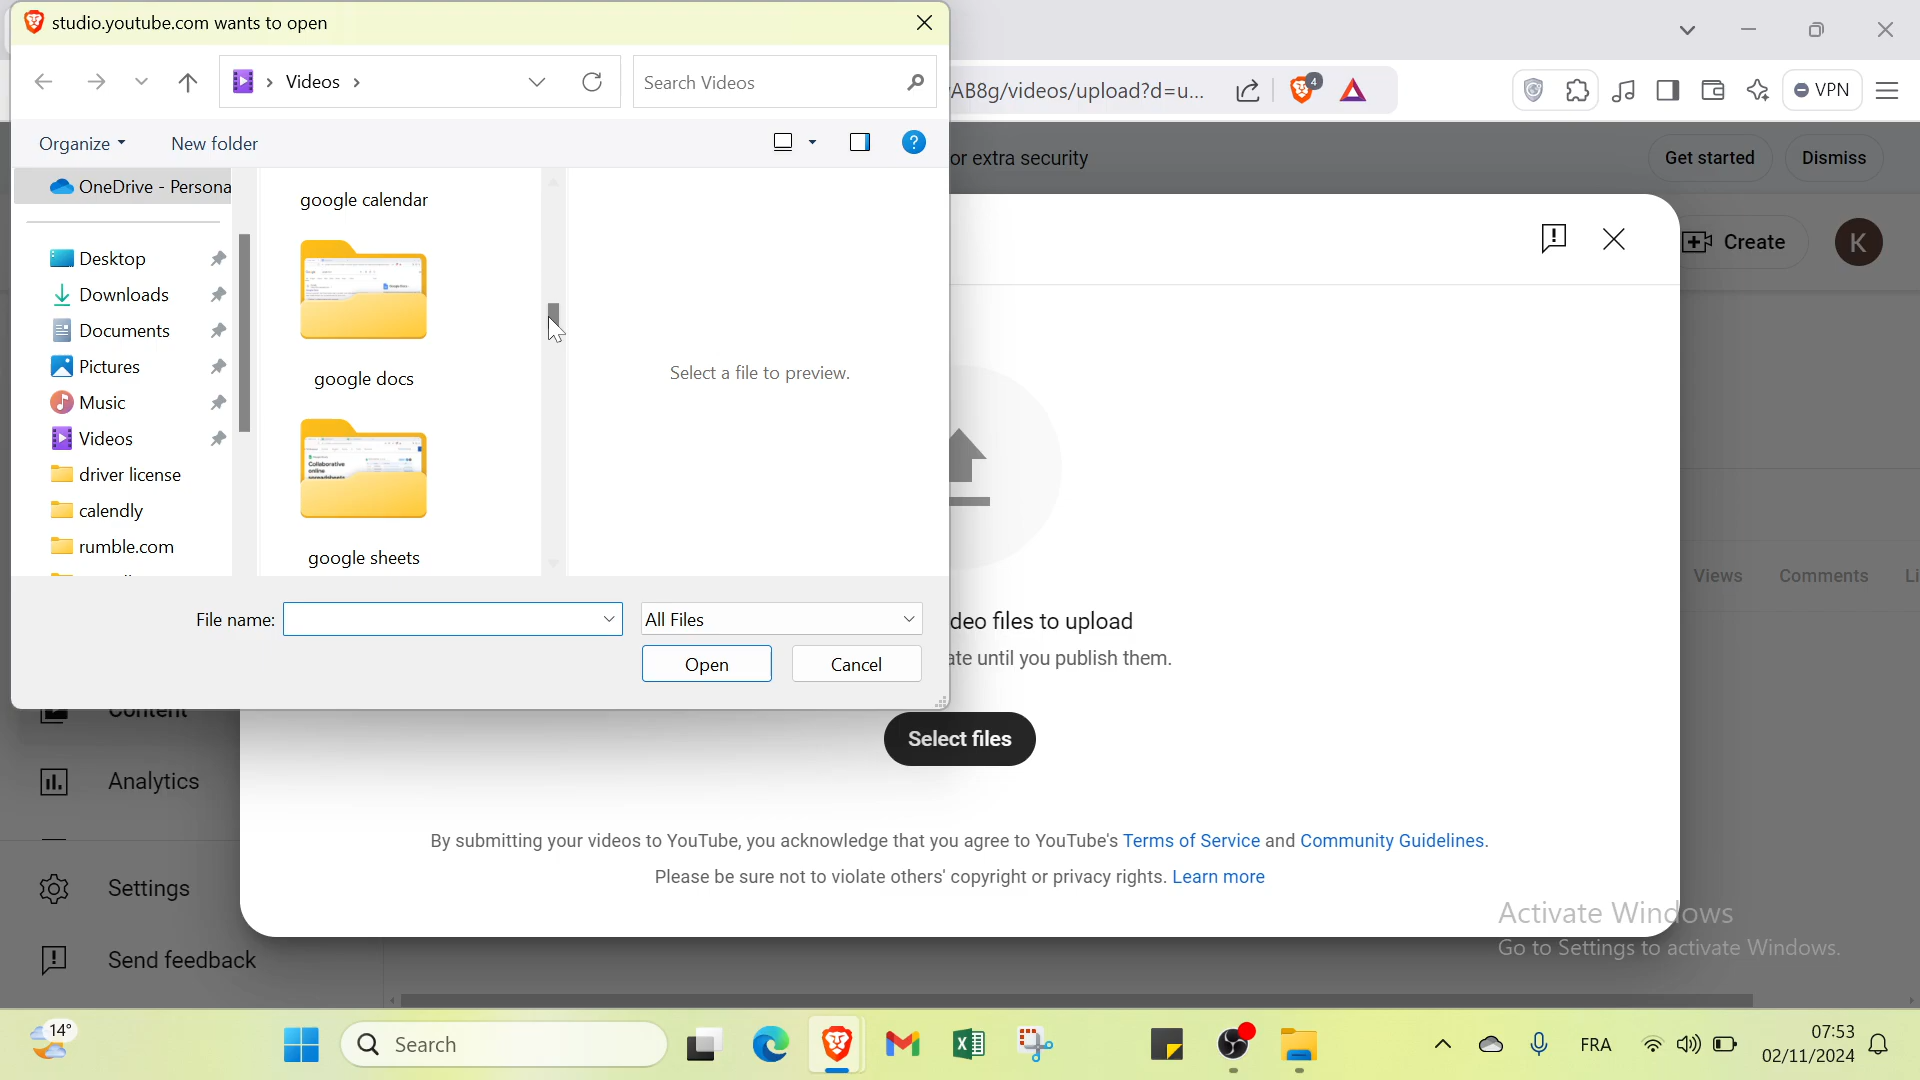 studio.youtube.com wants to open
Videos
Search Videos
AB8g/videos/upload?d=u...
4
VPN
Organize
New folder
or extra security
Get started
Dismiss
OneDrive - Persona
Desktop
Downloads
Documents
Pictures
Music
Videos
driver license
calendly
rumble.com
google calendar
google docs
Collaborative
online
spreadsheets
google sheets
Select a file to preview.
Create
K
Views
Comments
Li
File name:
All Files
Open
Cancel
deo files to upload
ate until you publish them.
Content
Select files
Analytics
By submitting your videos to YouTube, you acknowledge that you agree to YouTube's Terms of Service and Community Guidelines.
Please be sure not to violate others' copyright or privacy rights. Learn more
Settings
Send feedback
Activate Windows
Go to Settings to activate Windows.
14°
Search
FRA
07:53
02/11/2024